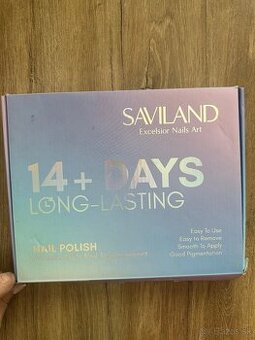 SAVILAND
Excelsior Nails Art
14+ DAYS
LONG-LASTING
NAIL POLISH
Easy To Use
Easy to Remove
Smooth To Apply
Good Pigmentation